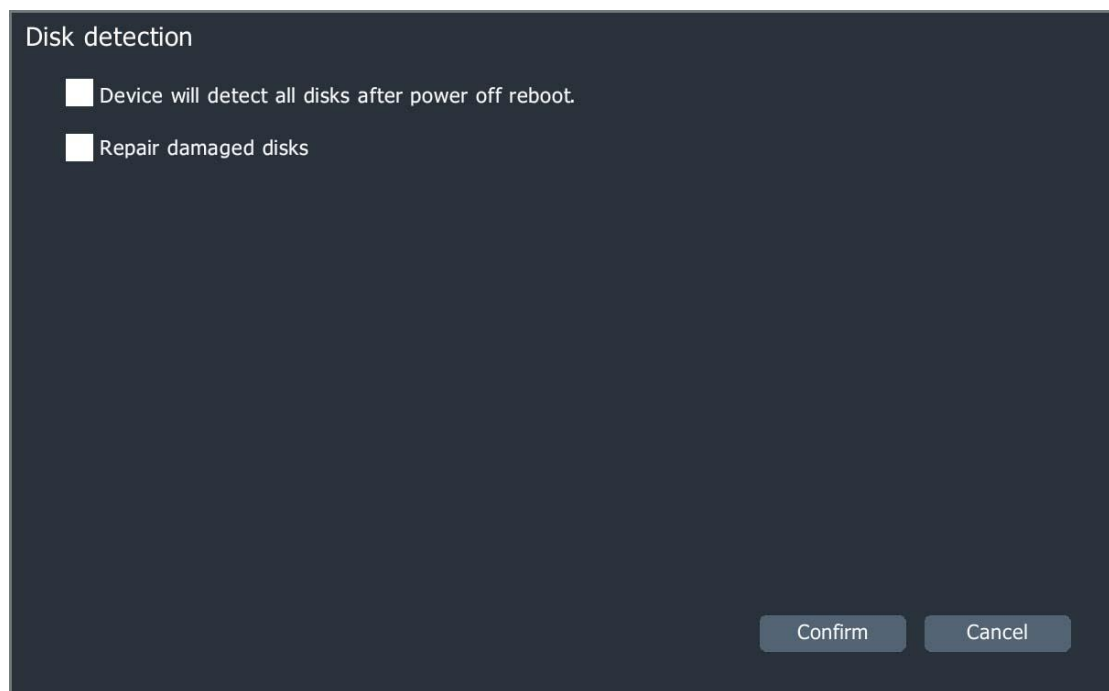 Disk detection
Device will detect all disks after power off reboot.
Repair damaged disks
Confirm
Cancel